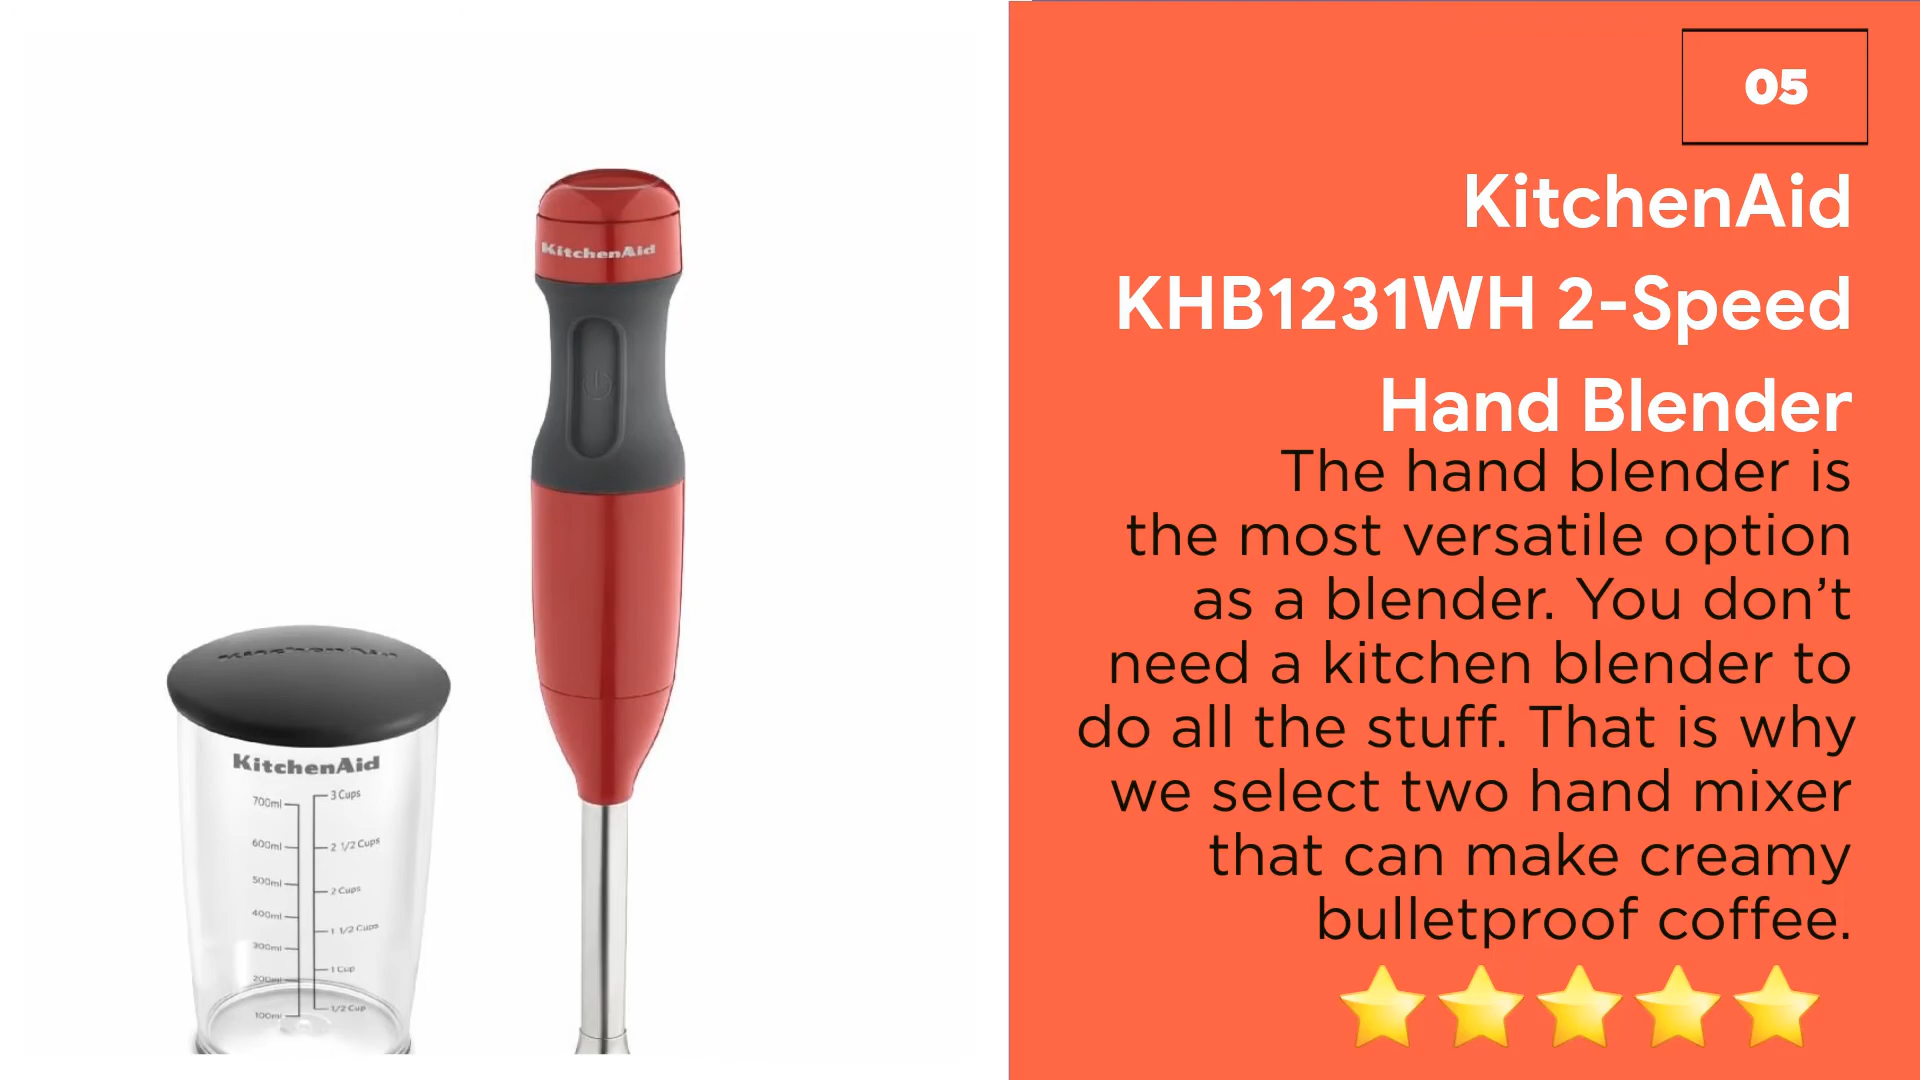 05
KitchenAid
KHB1231WH 2-Speed
Hand Blender
The hand blender is
the most versatile option
as a blender. You don’t
need a kitchen blender to
do all the stuff. That is why
we select two hand mixer
that can make creamy
bulletproof coffee.
KitchenAid
KitchenAid
KitchenAid
700ml
3 Cups
600ml
2 1/2 Cups
500ml
2 Cups
400ml
1 1/2 Cups
300ml
1 Cup
200ml
1/2 Cup
100ml